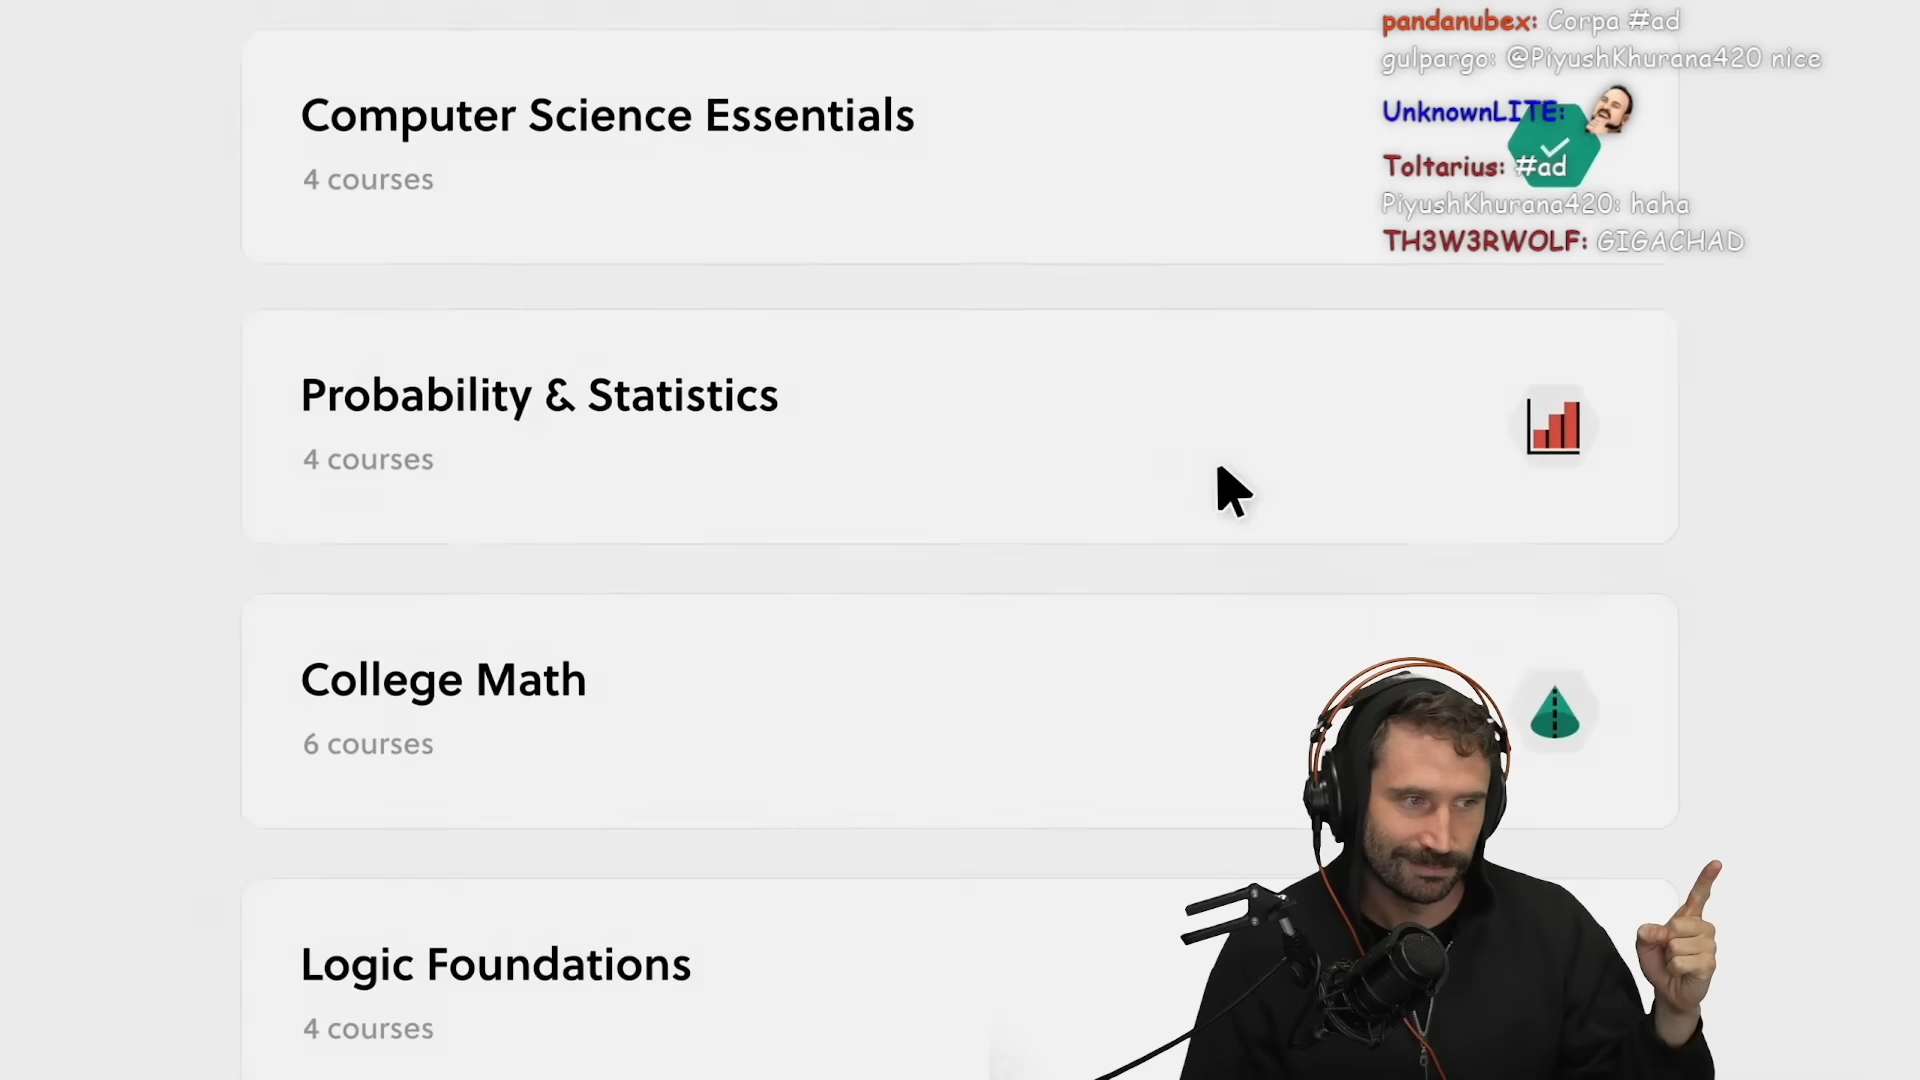 pandanubex: Corpa #ad
gulpargo: @PiyushKhurana420 nice
UnknownLITE:
Toltarius: #ad
PiyushKhurana420: haha
TH3W3RWOLF: GIGACHAD
Computer Science Essentials
4 courses
Probability & Statistics
4 courses
College Math
6 courses
Logic Foundations
4 courses